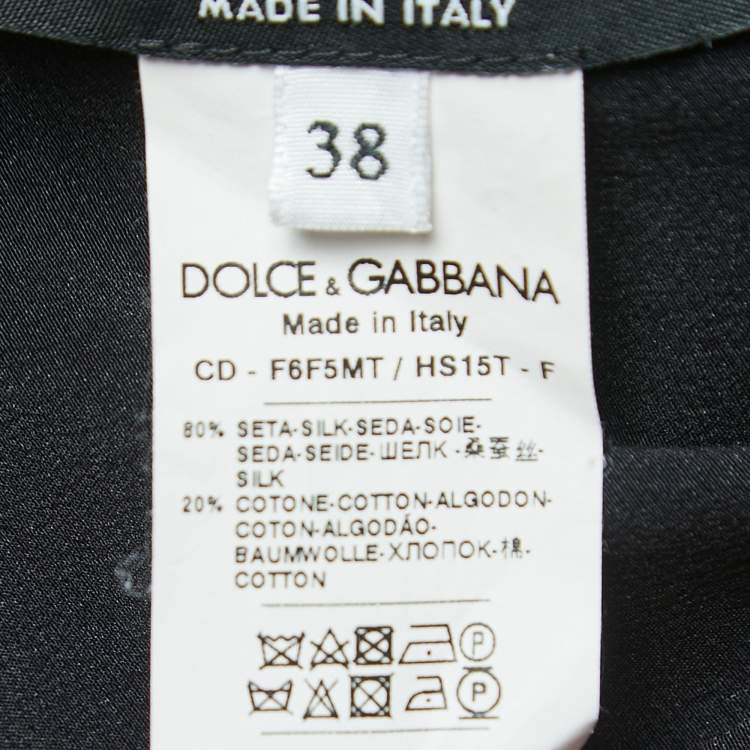 MADE IN ITALY
38
DOLCE & GABBANA
Made in Italy
CD - F6F5MT / HS15T - F
80% SETA-SILK-SEDA-SOIE-
SEDA-SEIDE-ШЕЛК -桑蚕丝-
SILK
20% COTONE-COTTON-ALGODON-
COTON-ALGODÃO-
BAUMWOLLE-ХЛОПОК-棉-
COTTON
P
P